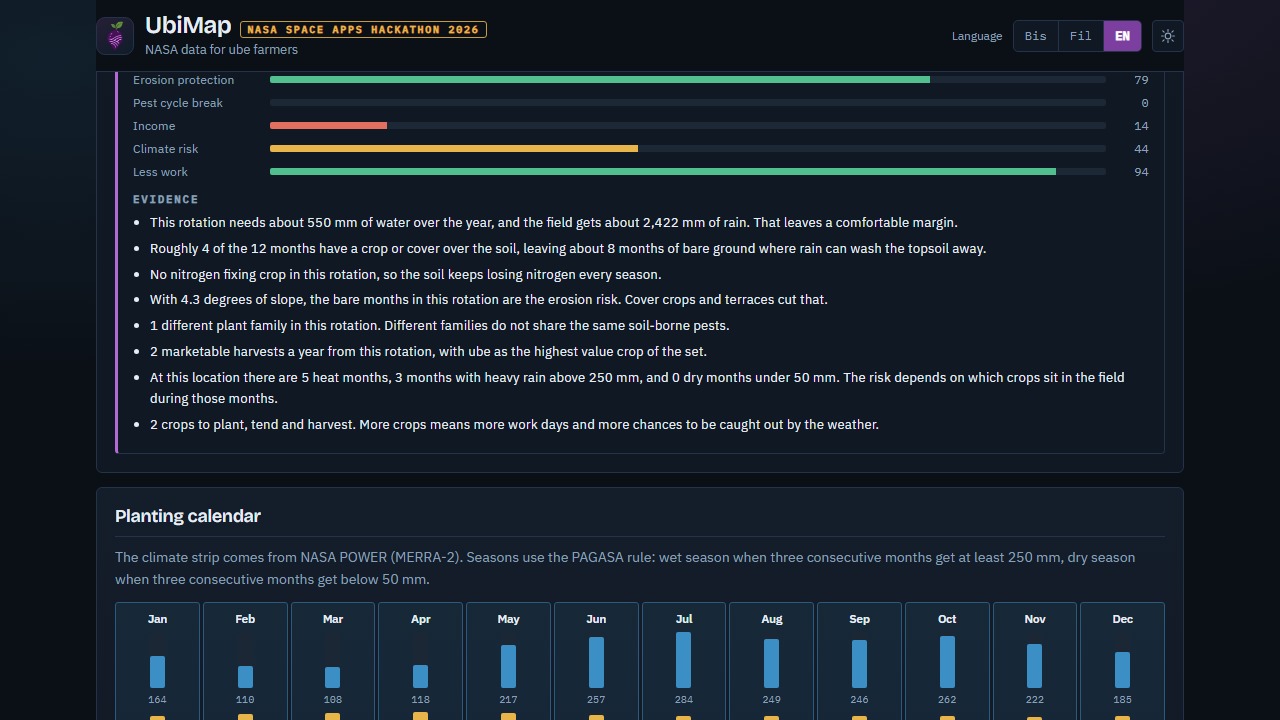 UbiMap NASA SPACE APPS HACKATHON 2026
NASA data for ube farmers
Language Bis Fil EN
Erosion protection 79
Pest cycle break 0
Income 14
Climate risk 44
Less work 94
EVIDENCE
This rotation needs about 550 mm of water over the year, and the field gets about 2,422 mm of rain. That leaves a comfortable margin.
Roughly 4 of the 12 months have a crop or cover over the soil, leaving about 8 months of bare ground where rain can wash the topsoil away.
No nitrogen fixing crop in this rotation, so the soil keeps losing nitrogen every season.
With 4.3 degrees of slope, the bare months in this rotation are the erosion risk. Cover crops and terraces cut that.
1 different plant family in this rotation. Different families do not share the same soil-borne pests.
2 marketable harvests a year from this rotation, with ube as the highest value crop of the set.
At this location there are 5 heat months, 3 months with heavy rain above 250 mm, and 0 dry months under 50 mm. The risk depends on which crops sit in the field
during those months.
2 crops to plant, tend and harvest. More crops means more work days and more chances to be caught out by the weather.
Planting calendar
The climate strip comes from NASA POWER (MERRA-2). Seasons use the PAGASA rule: wet season when three consecutive months get at least 250 mm, dry season
when three consecutive months get below 50 mm.
Jan Feb Mar Apr May Jun Jul Aug Sep Oct Nov Dec
164 110 108 118 217 257 284 249 246 262 222 185